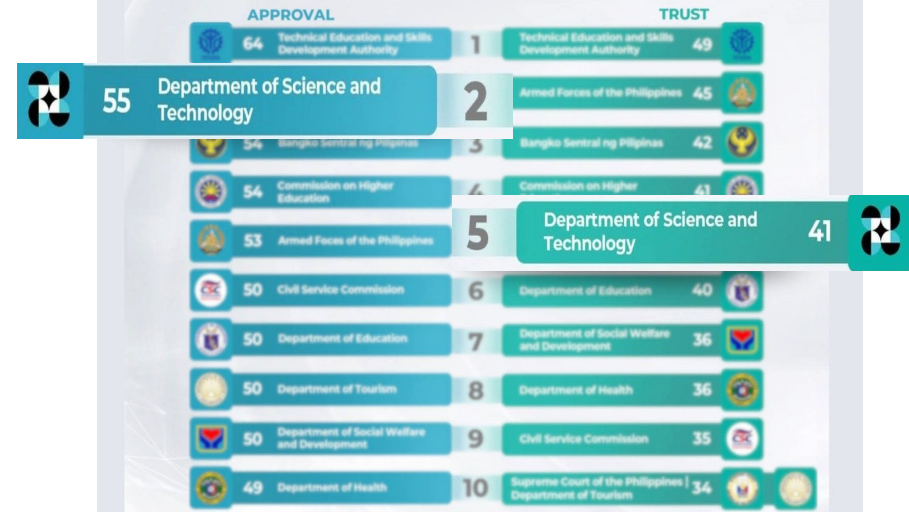 APPROVAL TRUST
64 Technical Education and Skills
Development Authority
1
Technical Education and Skills
Development Authority 49
55 Department of Science and
Technology
2
Armed Forces of the Philippines 45
54 Bangko Sentral ng Pilipinas
3
Bangko Sentral ng Pilipinas 42
54 Commission on Higher
Education
4
Commission on Higher
41
53 Armed Foces of the Philippines
5
Department of Science and
Technology 41
50 Civil Service Commission
6
Department of Education 40
50 Department of Education
7
Department of Social Welfare
and Development 36
50 Department of Tourism
8
Department of Health 36
50 Department of Social Welfare
and Development
9
Civil Service Commission 35
49 Department of Health
10
Supreme Court of the Philippines |
Department of Tourism 34